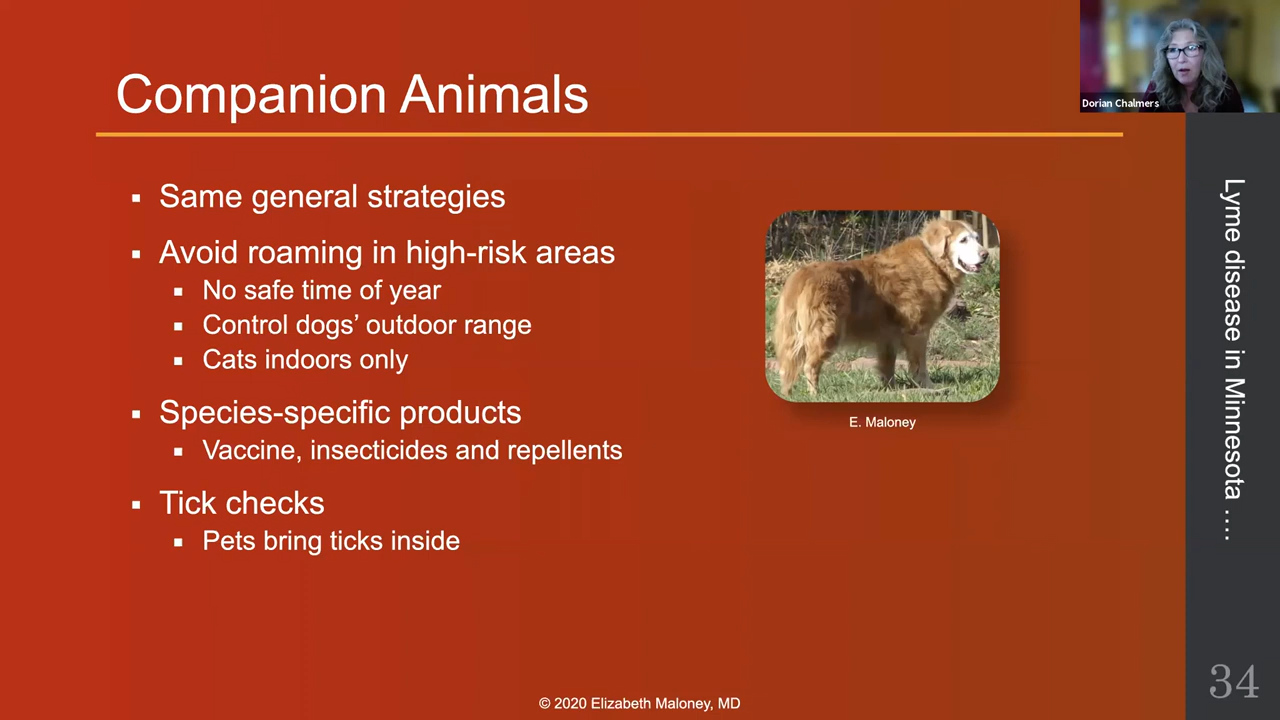 Companion Animals
Dorian Chalmers
Same general strategies
Avoid roaming in high-risk areas
No safe time of year
Control dogs’ outdoor range
Cats indoors only
Species-specific products
Vaccine, insecticides and repellents
Tick checks
Pets bring ticks inside
E. Maloney
Lyme disease in Minnesota ….
© 2020 Elizabeth Maloney, MD
34